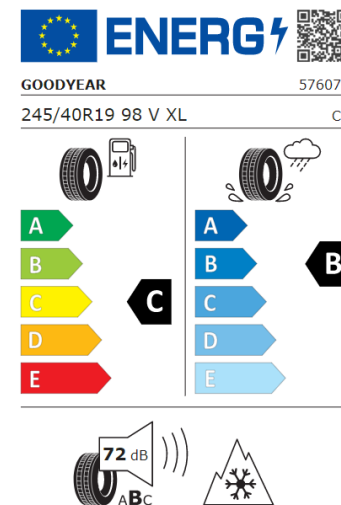 ENERG
GOODYEAR 57607
245/40R19 98 V XL C
A A
B B B
C C C
D D
E E
72 dB
ABC